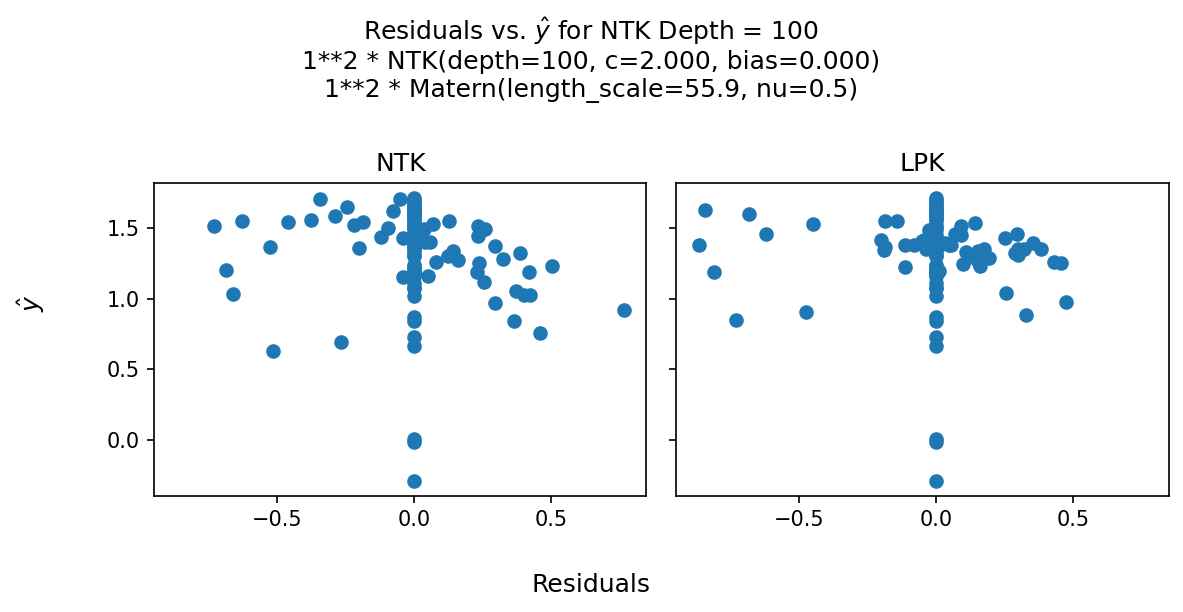 Residuals vs. ŷ for NTK Depth = 100
1**2 * NTK(depth=100, c=2.000, bias=0.000)
1**2 * Matern(length_scale=55.9, nu=0.5)
NTK
LPK
1.5
1.0
0.5
0.0
ŷ
−0.5
0.0
0.5
−0.5
0.0
0.5
Residuals